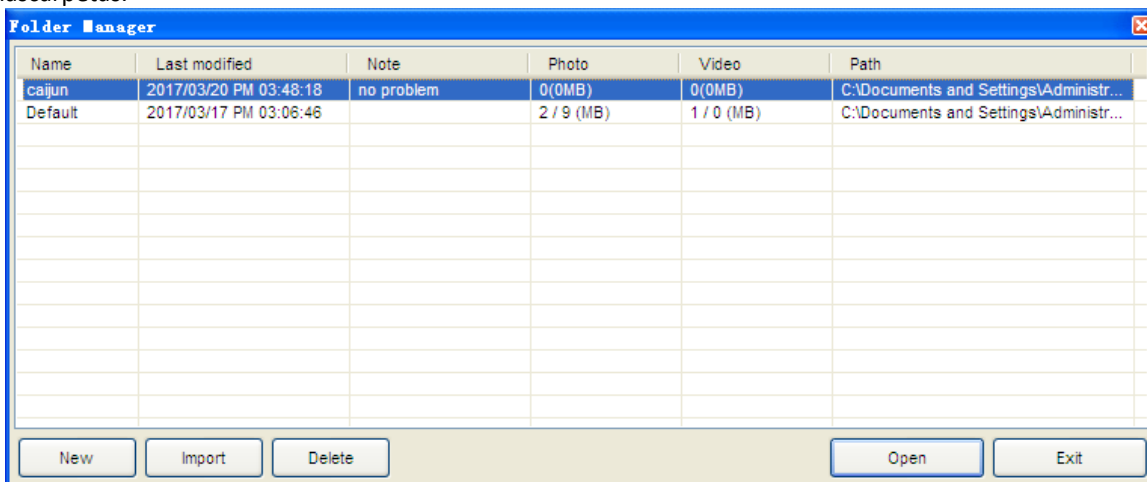 Folder Manager
Name Last modified Note Photo Video Path
caijun 2017/03/20 PM 03:48:18 no problem 0(0MB) 0(0MB) C:\Documents and Settings\Administr...
Default 2017/03/17 PM 03:06:46 2 / 9 (MB) 1 / 0 (MB) C:\Documents and Settings\Administr...
New Import Delete Open Exit